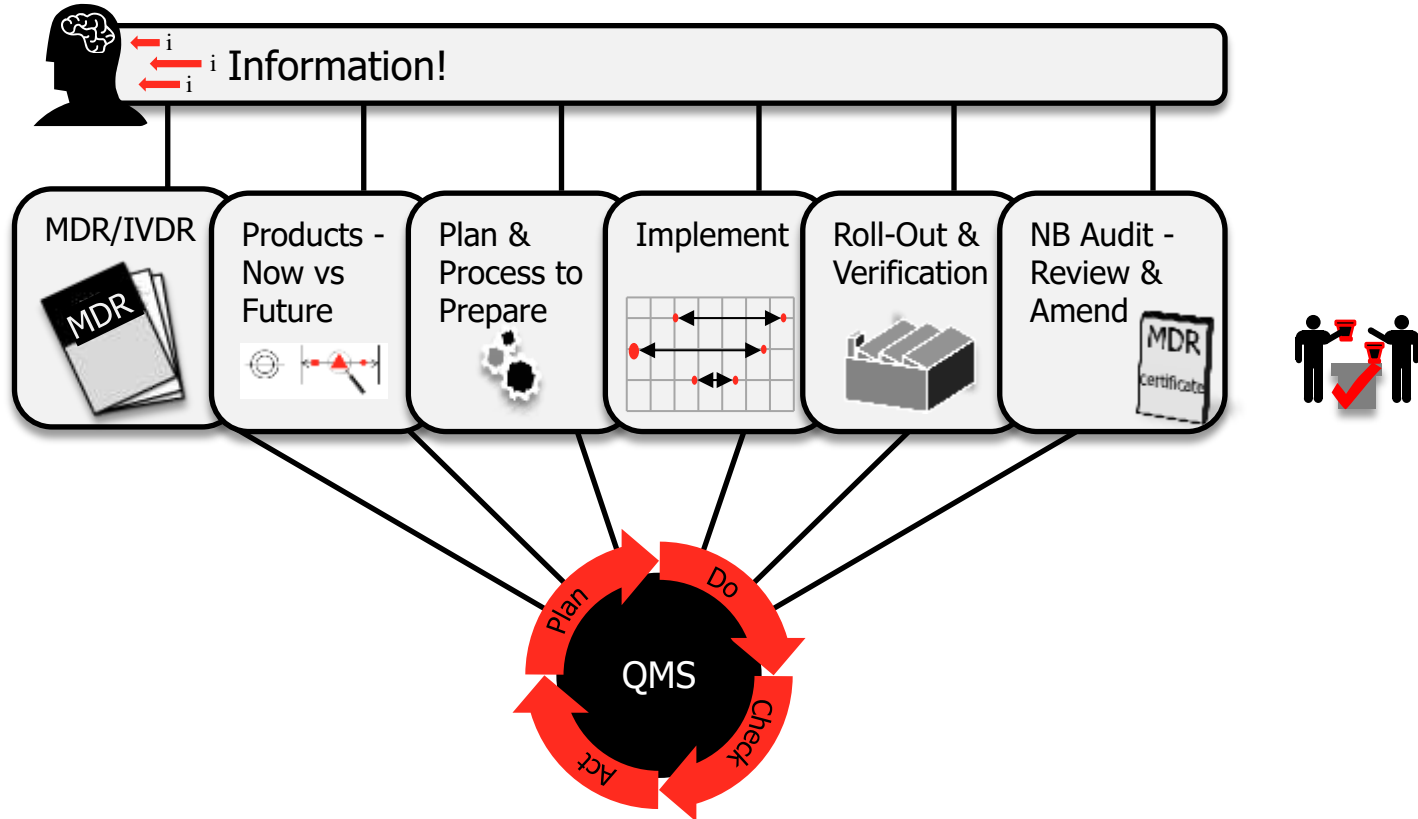 i
i Information!
i
MDR/IVDR
MDR
Products -
Now vs
Future
Plan &
Process to
Prepare
Implement
Roll-Out &
Verification
NB Audit -
Review &
Amend
MDR
certificate
Plan
Do
Check
Act
QMS